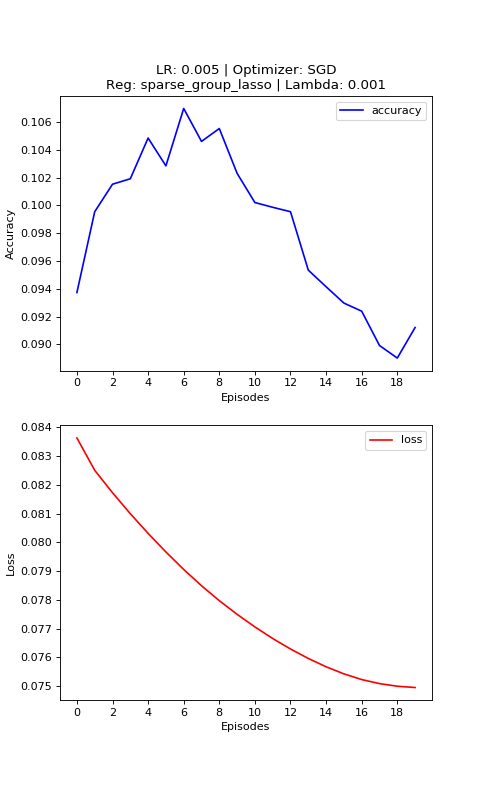 LR: 0.005 | Optimizer: SGD
Reg: sparse_group_lasso | Lambda: 0.001
accuracy
0.106
0.104
0.102
0.100
0.098
0.096
0.094
0.092
0.090
Accuracy
0 2 4 6 8 10 12 14 16 18
Episodes
loss
0.084
0.083
0.082
0.081
0.080
0.079
0.078
0.077
0.076
0.075
Loss
0 2 4 6 8 10 12 14 16 18
Episodes